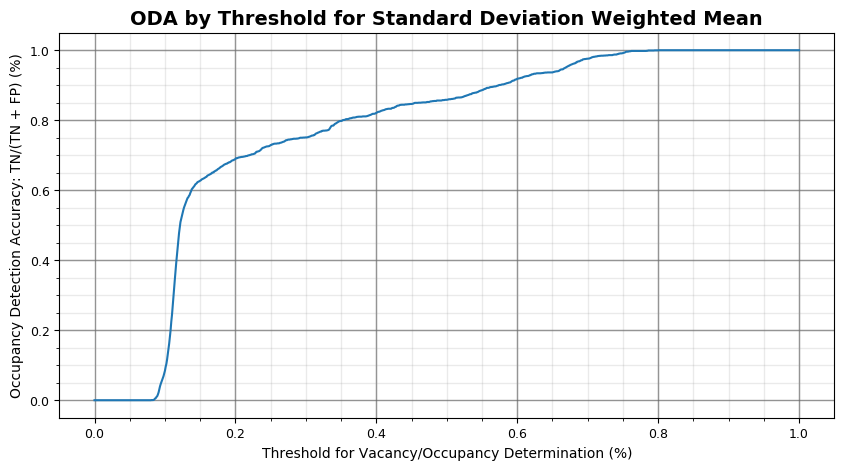 ODA by Threshold for Standard Deviation Weighted Mean
Occupancy Detection Accuracy: TN/(TN + FP) (%)
1.0
0.8
0.6
0.4
0.2
0.0
0.0 0.2 0.4 0.6 0.8 1.0
Threshold for Vacancy/Occupancy Determination (%)